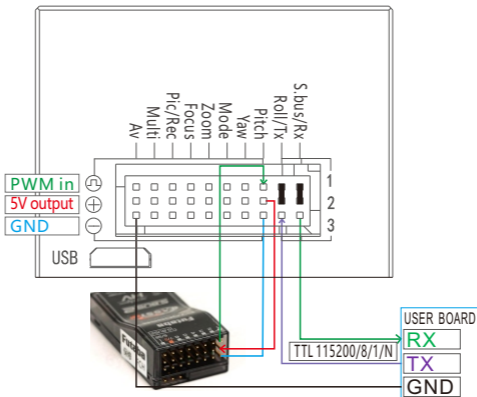 S.bus/Rx
Roll/Tx
Pitch
Yaw
Mode
Zoom
Focus
Pic/Rec
Multi
Av
PWM in
5V output
GND
1
2
3
USB
Futaba
USER BOARD
RX
TTL 115200/8/1/N
TX
GND